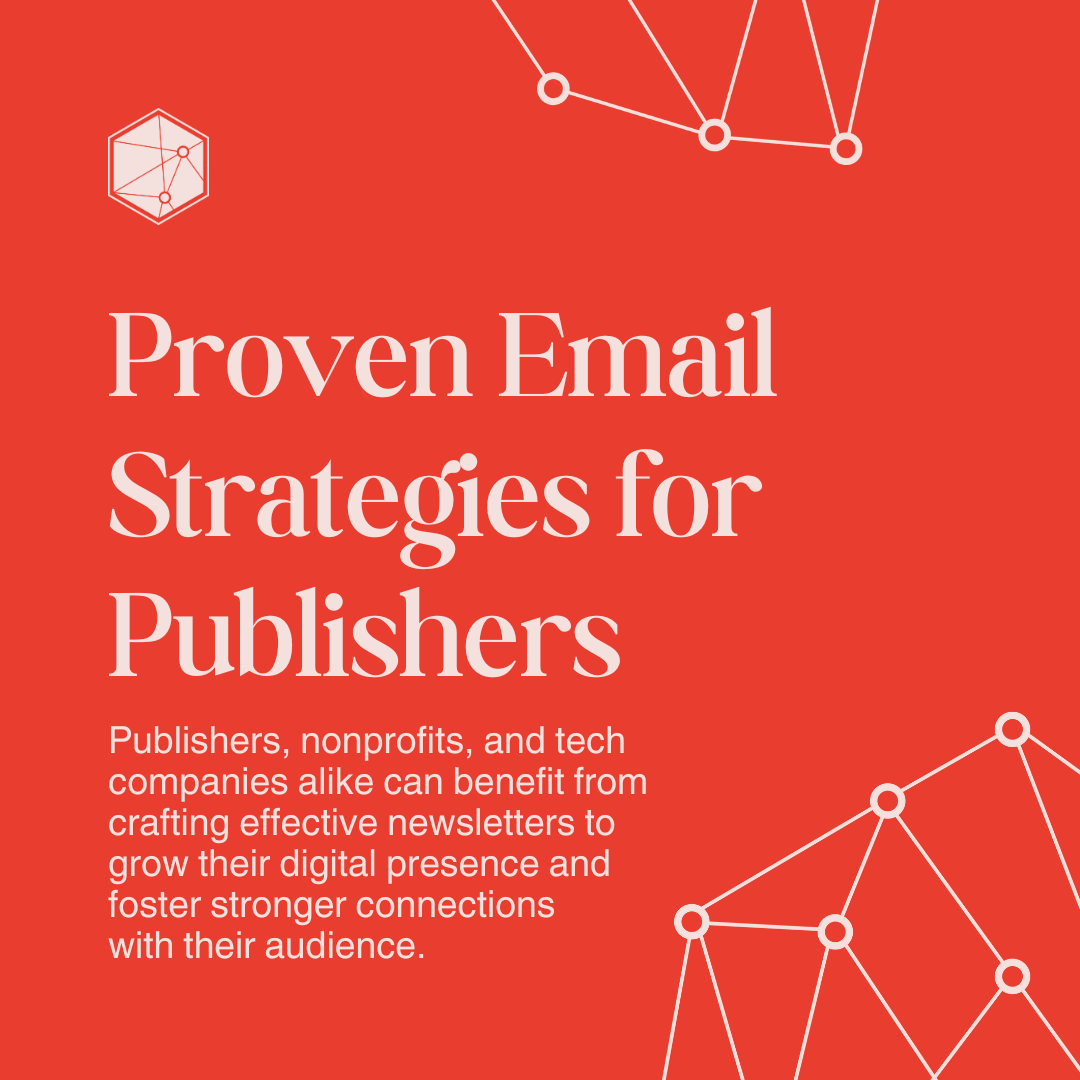 Proven Email
Strategies for
Publishers
Publishers, nonprofits, and tech
companies alike can benefit from
crafting effective newsletters to
grow their digital presence and
foster stronger connections
with their audience.